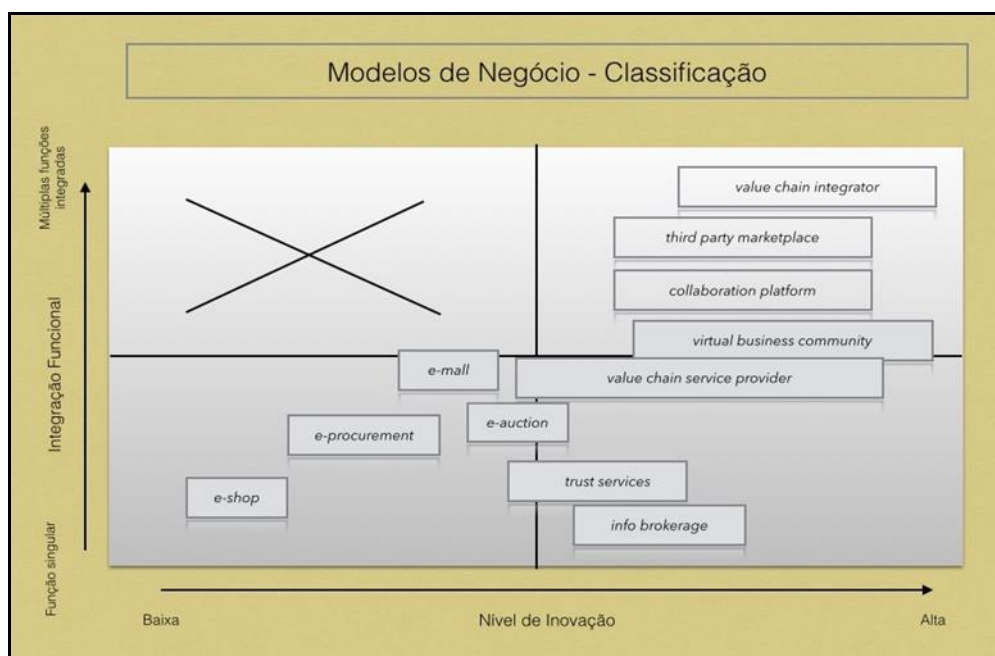 Modelos de Negócio - Classificação
Múltiplas funções
integradas
value chain integrator
third party marketplace
collaboration platform
virtual business community
Integração Funcional
e-mall
value chain service provider
e-auction
e-procurement
trust services
e-shop
info brokerage
Função singular
Baixa
Nível de Inovação
Alta